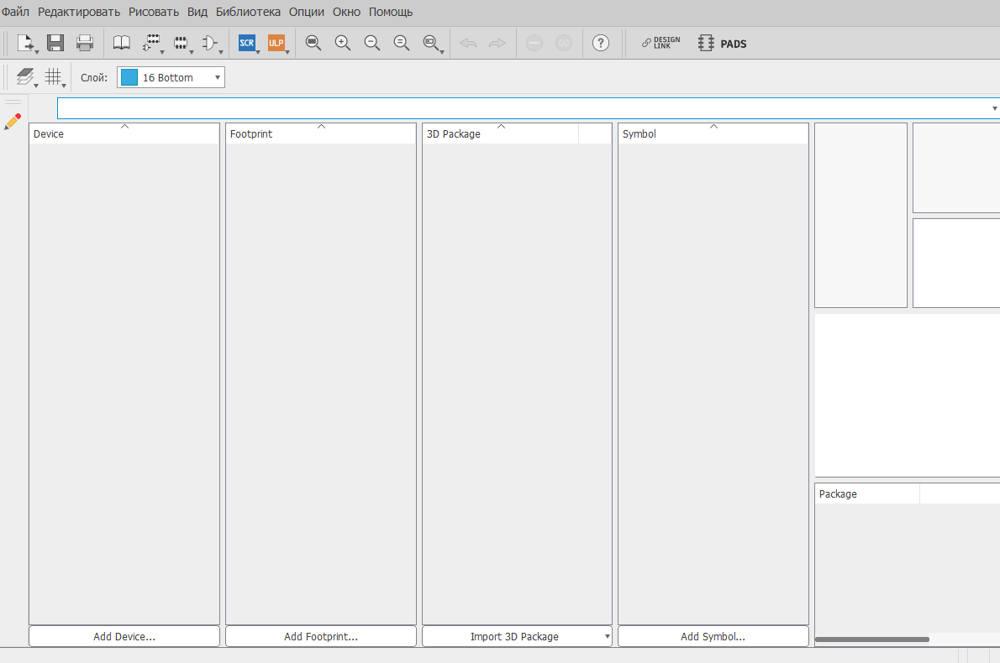 Файл Редактировать Рисовать Вид Библиотека Опции Окно Помощь
SCR ULP GO ? DESIGN LINK PADS
Слой: 16 Bottom
Device Footprint 3D Package Symbol
Package
Add Device... Add Footprint... Import 3D Package Add Symbol...